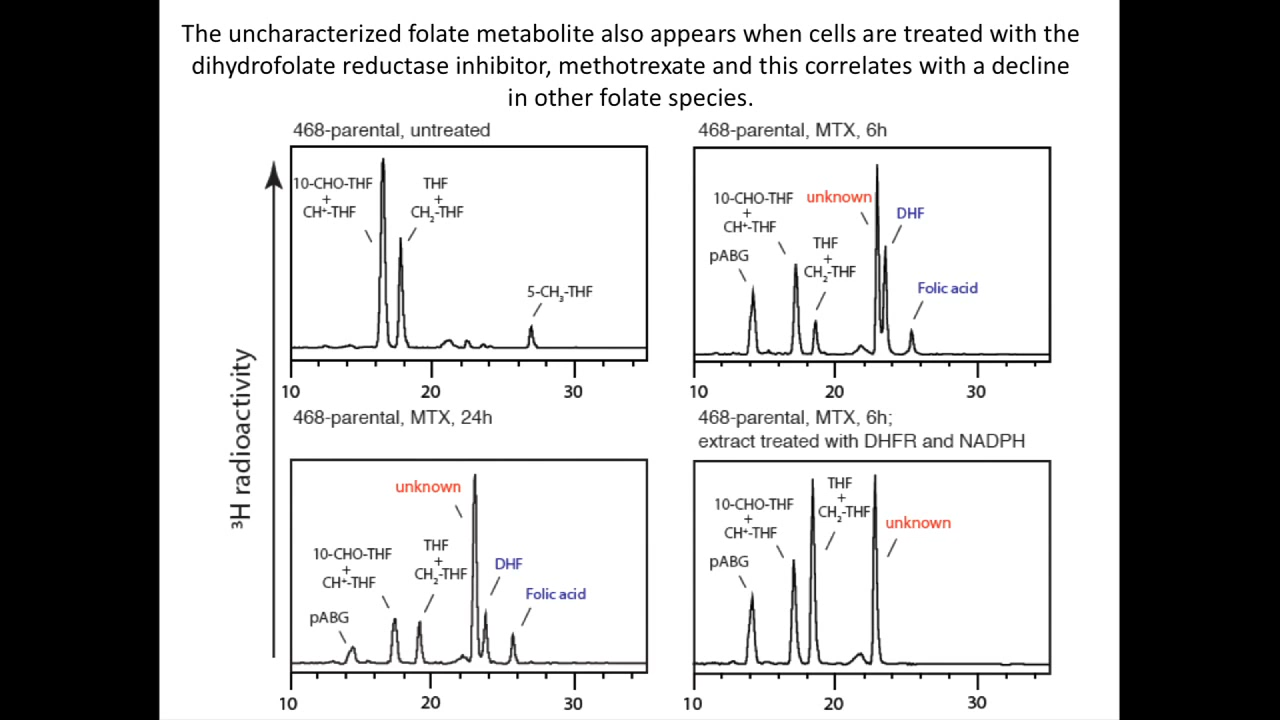 The uncharacterized folate metabolite also appears when cells are treated with the
dihydrofolate reductase inhibitor, methotrexate and this correlates with a decline
in other folate species.
468-parental, untreated
10-CHO-THF
+
CH⁺-THF
THF
+
CH₂-THF
5-CH₃-THF
10
20
30
468-parental, MTX, 6h
pABG
10-CHO-THF
+
CH⁺-THF
THF
+
CH₂-THF
unknown
DHF
Folic acid
10
20
30
³H radioactivity
468-parental, MTX, 24h
pABG
10-CHO-THF
+
CH⁺-THF
THF
+
CH₂-THF
unknown
DHF
Folic acid
10
20
30
468-parental, MTX, 6h;
extract treated with DHFR and NADPH
pABG
10-CHO-THF
+
CH⁺-THF
THF
+
CH₂-THF
unknown
10
20
30